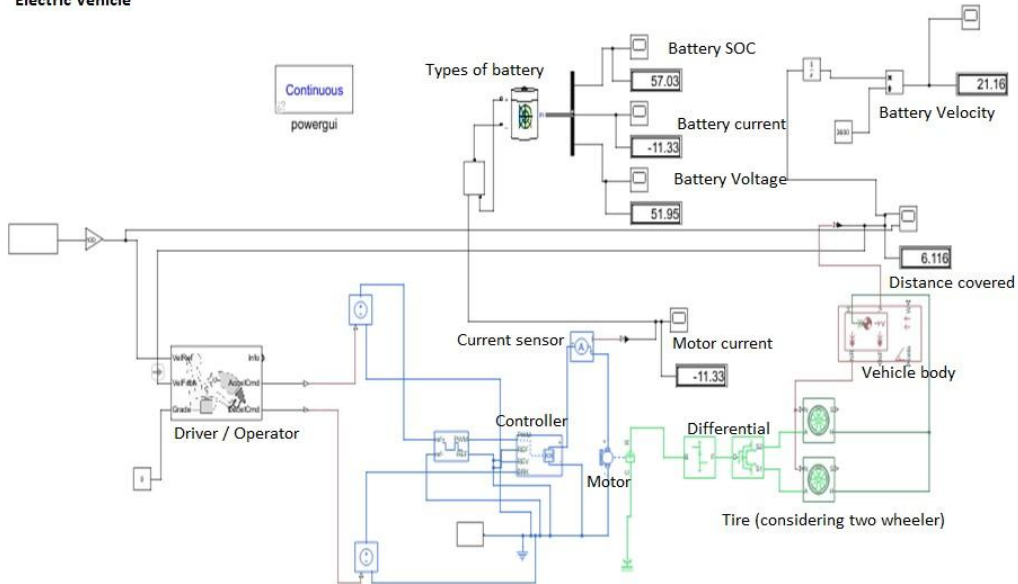 Electric Vehicle
Continuous
powergui
Types of battery
Battery SOC
57.03
Battery current
-11.33
Battery Voltage
51.95
21.16
Battery Velocity
3600
6.116
Distance covered
Current sensor
Motor current
-11.33
Vehicle body
VelRef
Info
VelFdbk
AccelCmd
Grade
DecelCmd
Driver / Operator
Controller
PWM
REF
PWM
REF
REV
BRK
Motor
Differential
Tire (considering two wheeler)